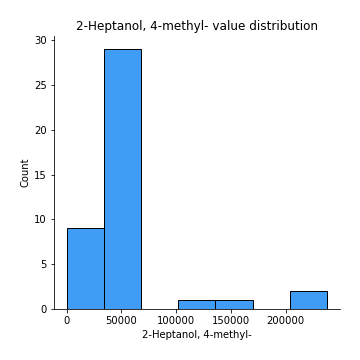 2-Heptanol, 4-methyl- value distribution
30
25
20
15
10
5
0
Count
0 50000 100000 150000 200000
2-Heptanol, 4-methyl-